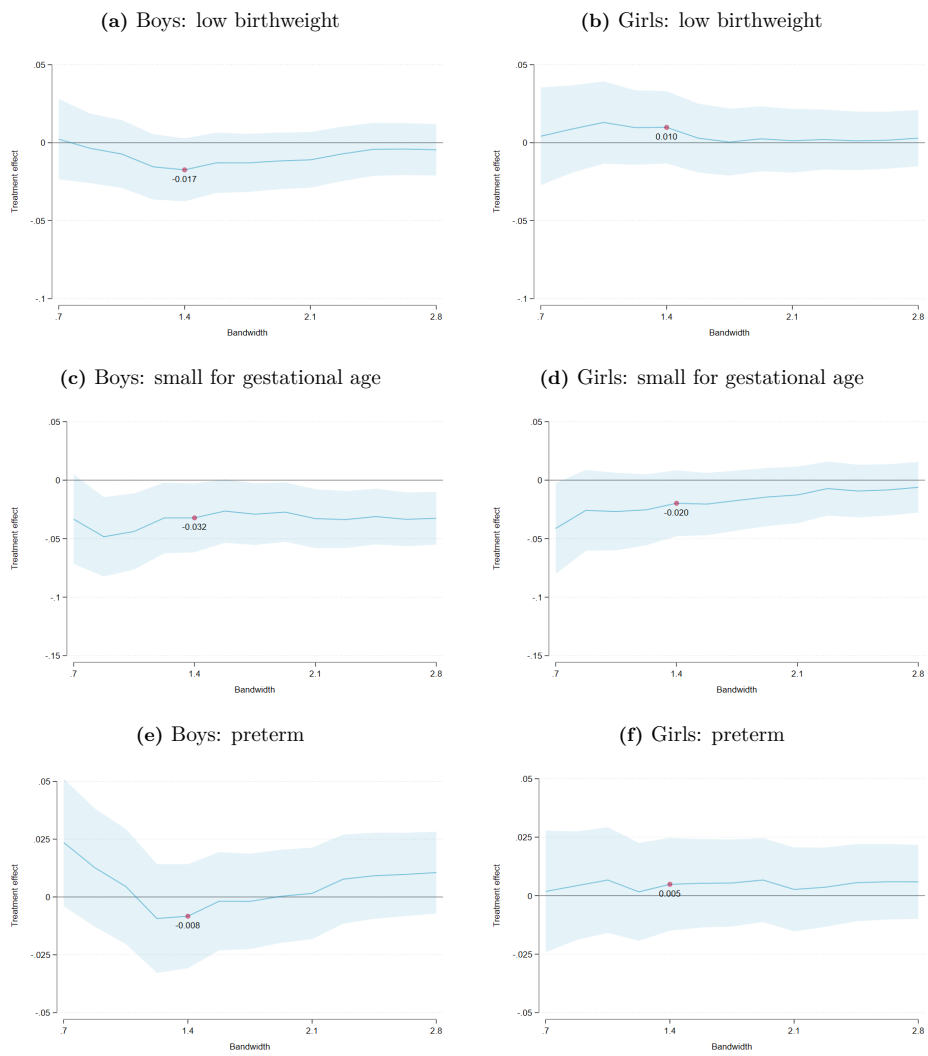 (a) Boys: low birthweight
.05
0
-.05
-.1
Treatment effect
-0.017
.7 1.4 2.1 2.8
Bandwidth
(b) Girls: low birthweight
.05
0
-.05
-.1
Treatment effect
0.010
.7 1.4 2.1 2.8
Bandwidth
(c) Boys: small for gestational age
.05
0
-.05
-.1
-.15
Treatment effect
-0.032
.7 1.4 2.1 2.8
Bandwidth
(d) Girls: small for gestational age
.05
0
-.05
-.1
-.15
Treatment effect
-0.020
.7 1.4 2.1 2.8
Bandwidth
(e) Boys: preterm
.05
.025
0
-.025
-.05
Treatment effect
-0.008
.7 1.4 2.1 2.8
Bandwidth
(f) Girls: preterm
.05
.025
0
-.025
-.05
Treatment effect
0.005
.7 1.4 2.1 2.8
Bandwidth